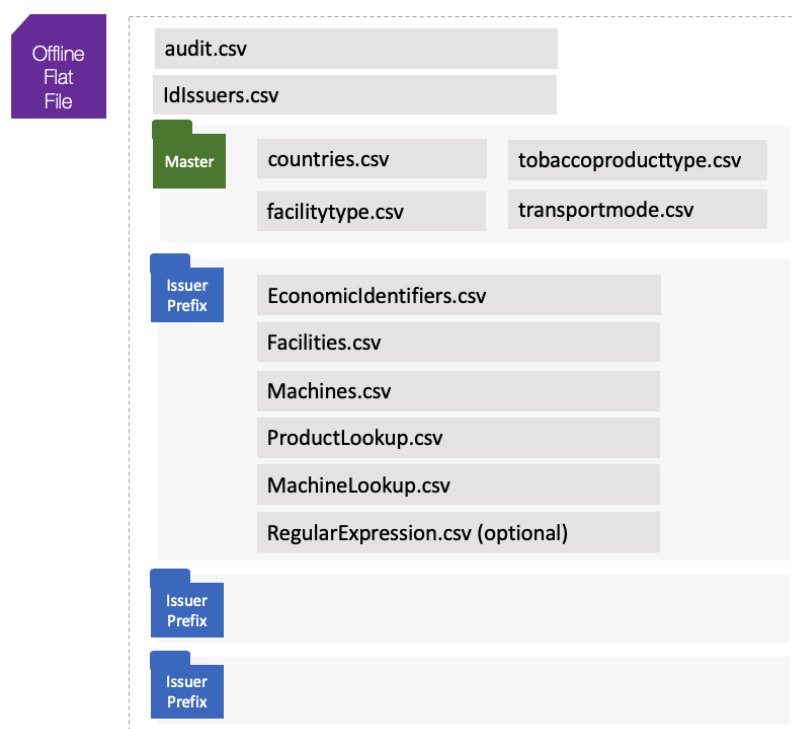 Offline
Flat
File
audit.csv
IdIssuers.csv
Master
countries.csv
tobaccoproducttype.csv
facilitytype.csv
transportmode.csv
Issuer
Prefix
EconomicIdentifiers.csv
Facilities.csv
Machines.csv
ProductLookup.csv
MachineLookup.csv
RegularExpression.csv (optional)
Issuer
Prefix
Issuer
Prefix